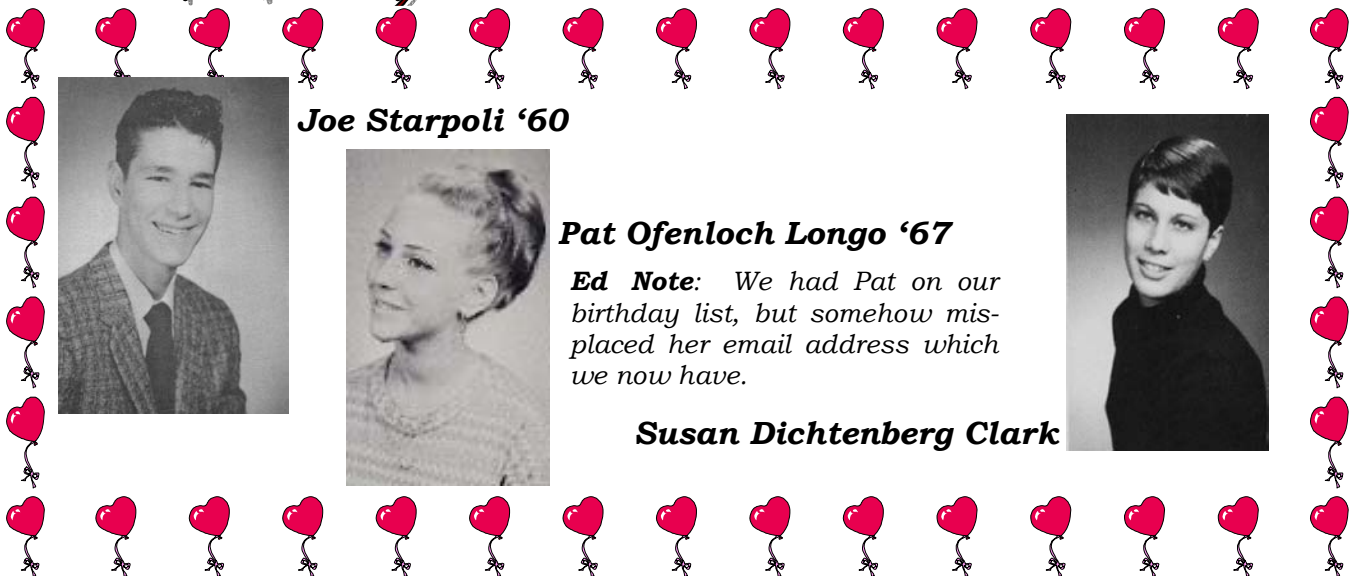 Joe Starpoli ‘60
Pat Ofenloch Longo ‘67
Ed Note: We had Pat on our
birthday list, but somehow mis-
placed her email address which
we now have.
Susan Dichtenberg Clark